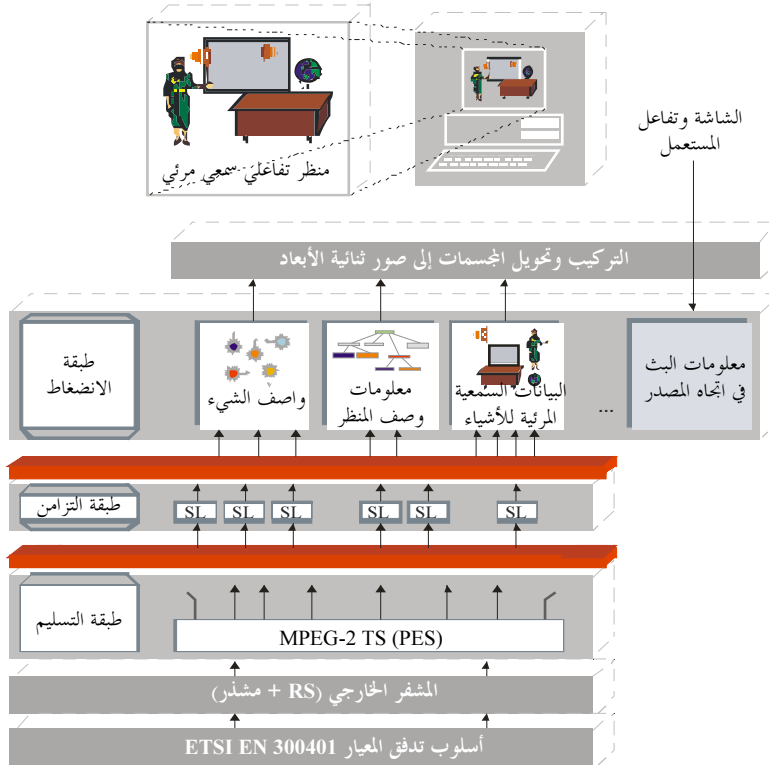 منظر تفاعلي سمعي مرئي
الشاشة وتفاعل
المستعمل
التركيب وتحويل المجسمات إلى صور ثنائية الأبعاد
طبقة
الانضغاط
واصف الشيء
معلومات
وصف المنظر
البيانات السمعية
المرئية للأشياء
...
معلومات البث
في اتجاه المصدر
طبقة التزامن
SL
SL
SL
SL
SL
SL
طبقة التسليم
MPEG-2 TS (PES)
المشفر الخارجي (RS + مشذر)
أسلوب تدفق المعيار ETSI EN 300401